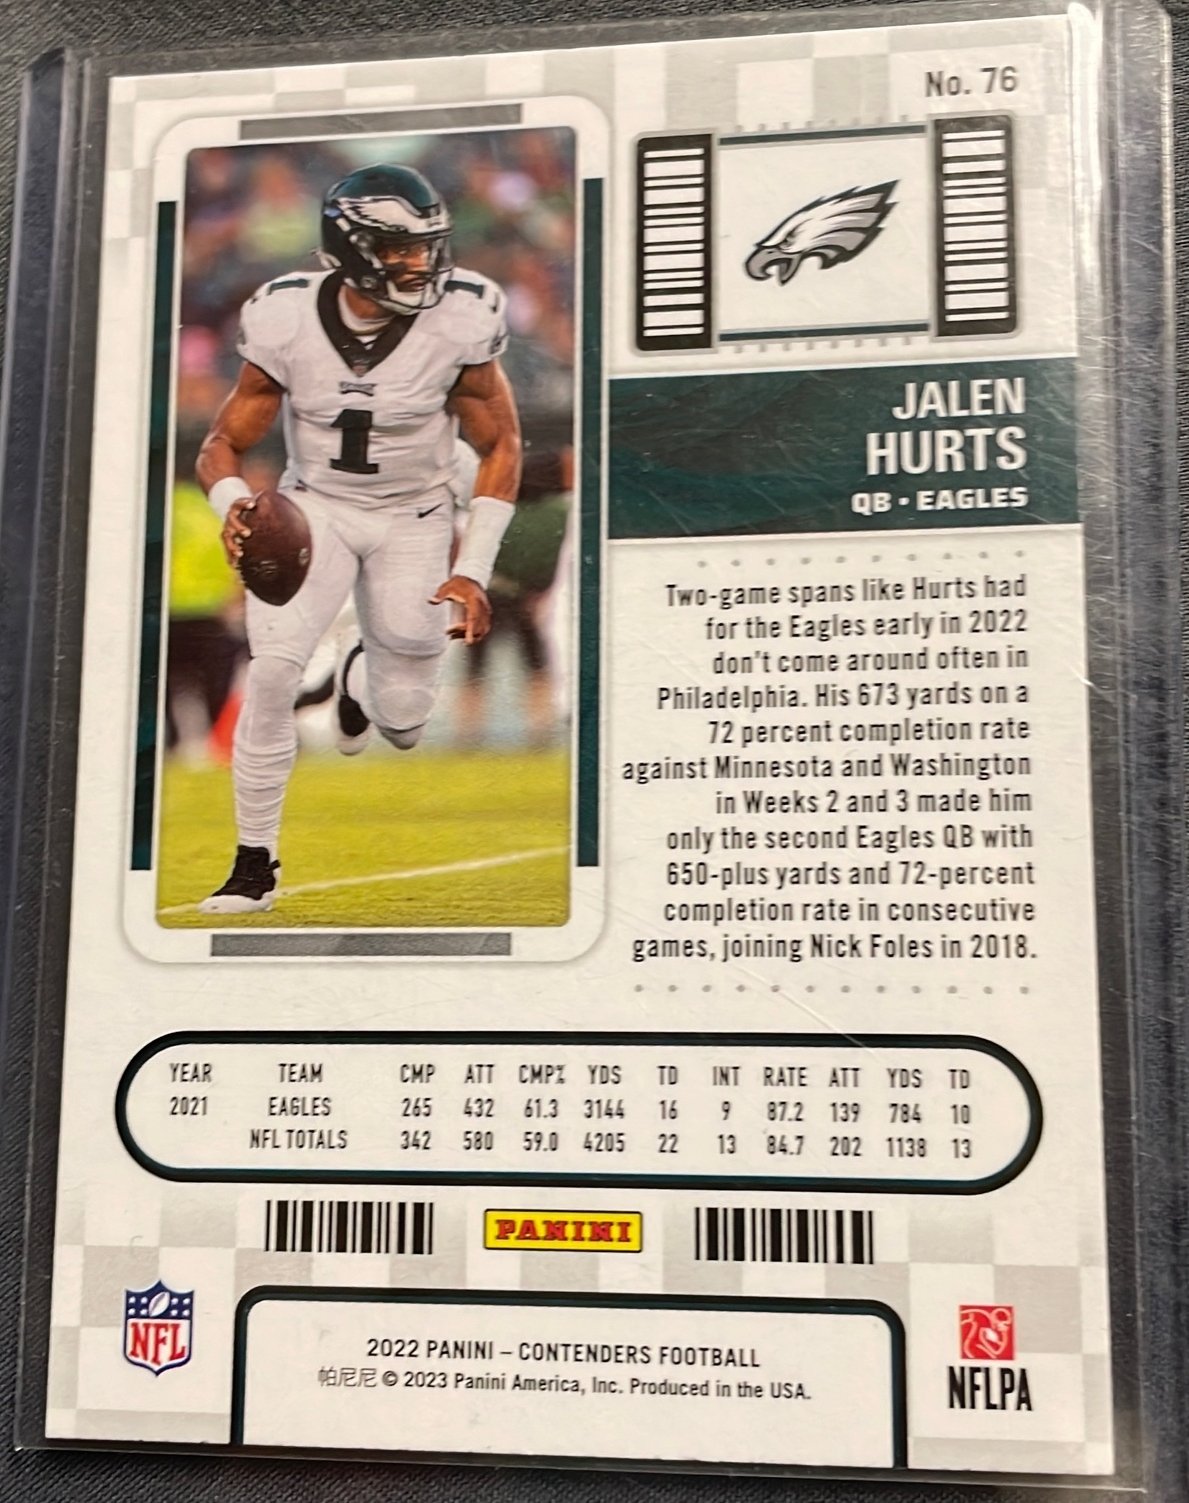 No. 76
JALEN
HURTS
QB · EAGLES
1
1
1
Two-game spans like Hurts had
for the Eagles early in 2022
don't come around often in
Philadelphia. His 673 yards on a
72 percent completion rate
against Minnesota and Washington
in Weeks 2 and 3 made him
only the second Eagles QB with
650-plus yards and 72-percent
completion rate in consecutive
games, joining Nick Foles in 2018.
YEAR TEAM CMP ATT CMP% YDS TD INT RATE ATT YDS TD
2021 EAGLES 265 432 61.3 3144 16 9 87.2 139 784 10
NFL TOTALS 342 580 59.0 4205 22 13 84.7 202 1138 13
PANINI
NFL
2022 PANINI – CONTENDERS FOOTBALL
帕尼尼 © 2023 Panini America, Inc. Produced in the USA.
NFLPA